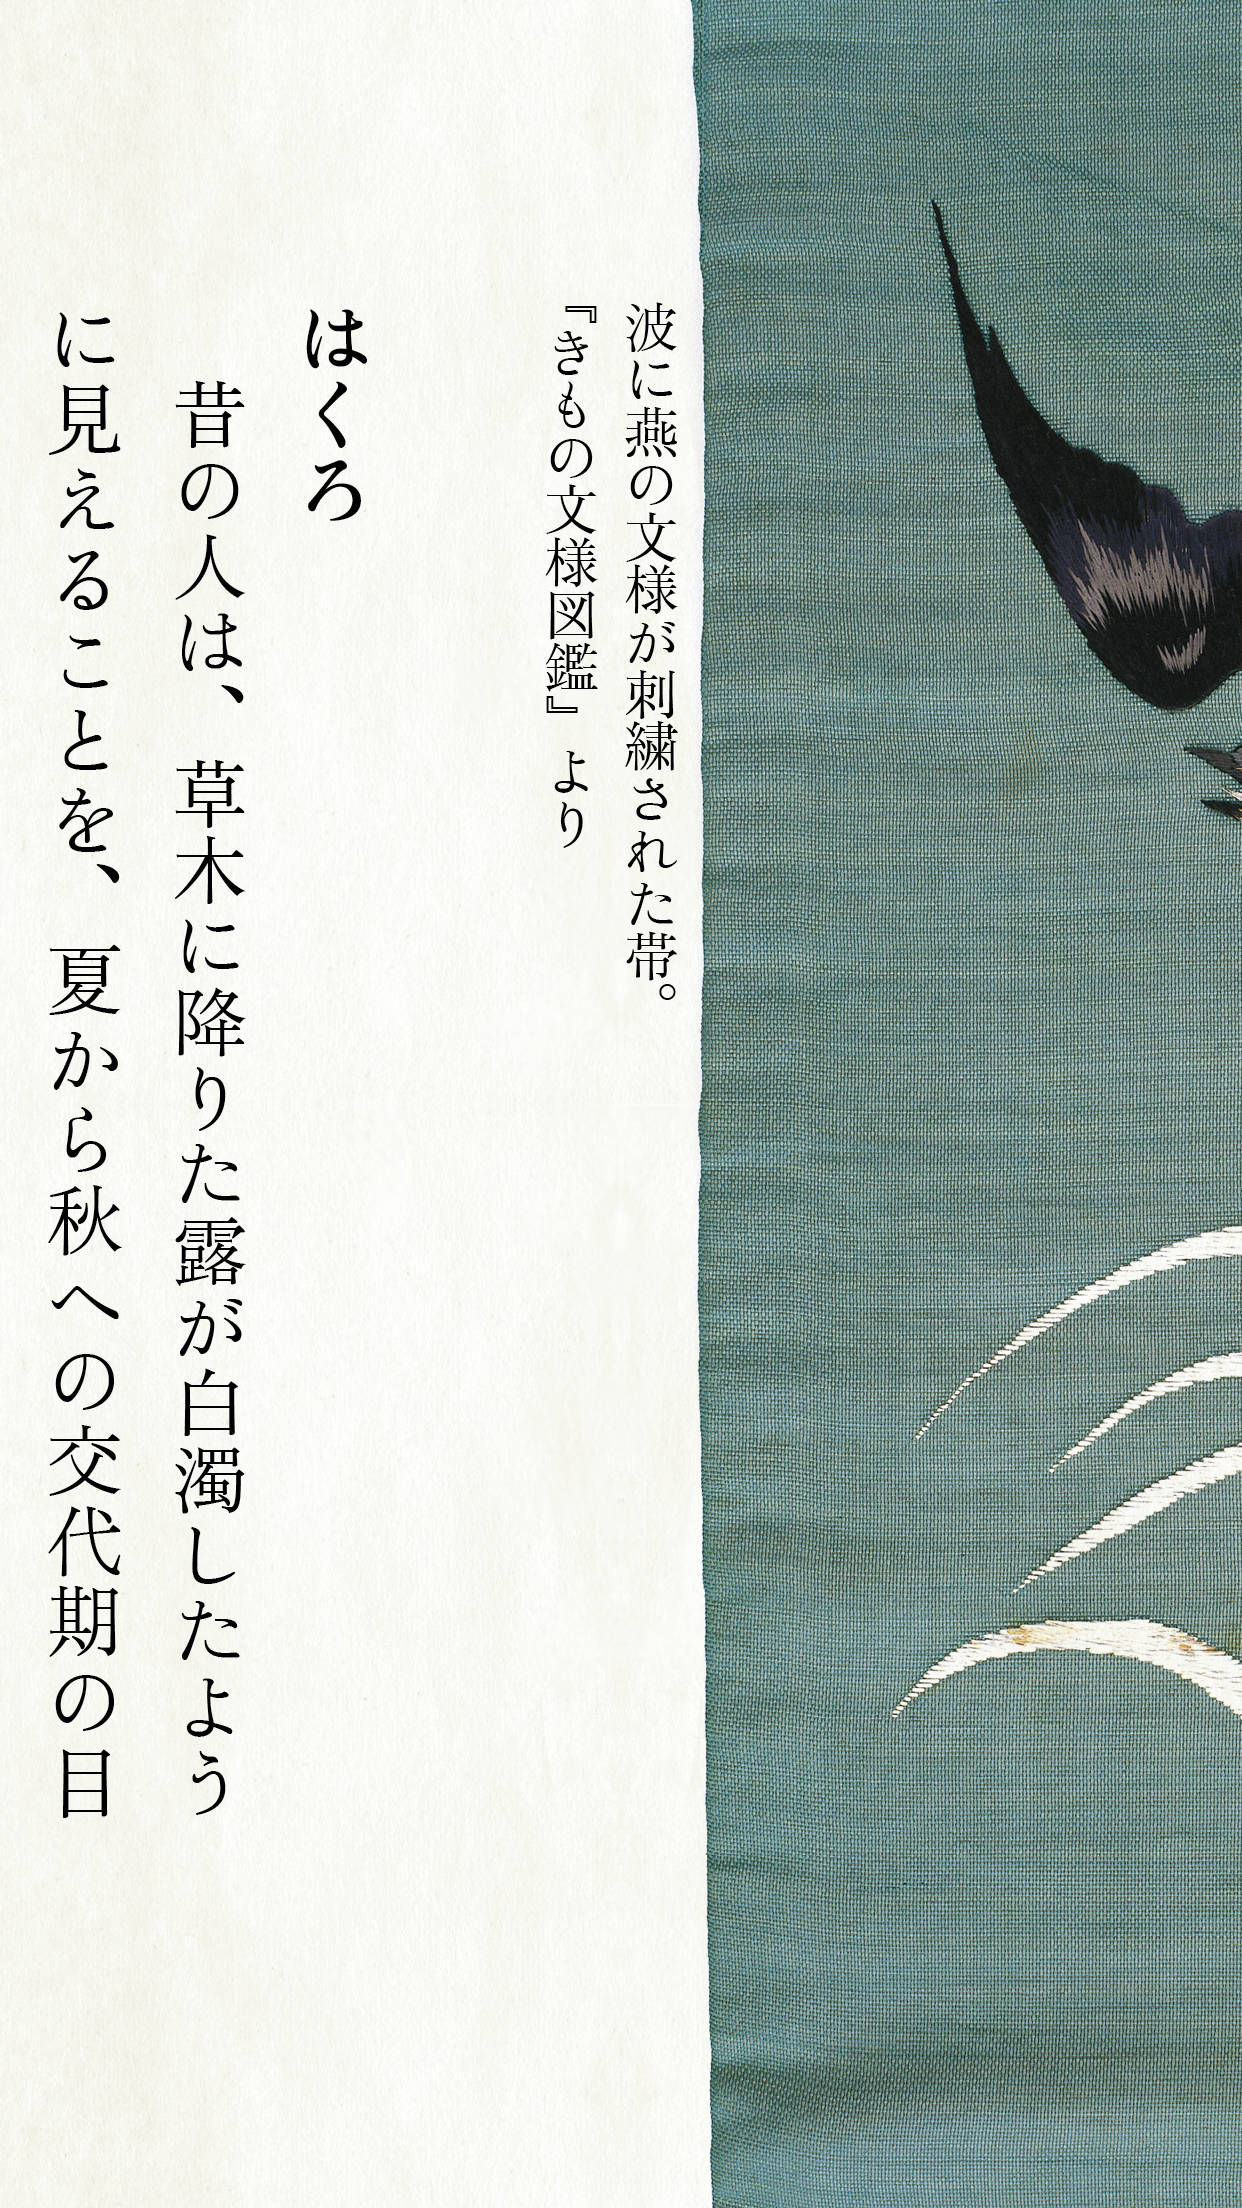 波に燕の文様が刺繍された帯。
『きもの文様図鑑』より
はくろ
昔の人は、草木に降りた露が白濁したよう
に見えることを、夏から秋への交代期の目